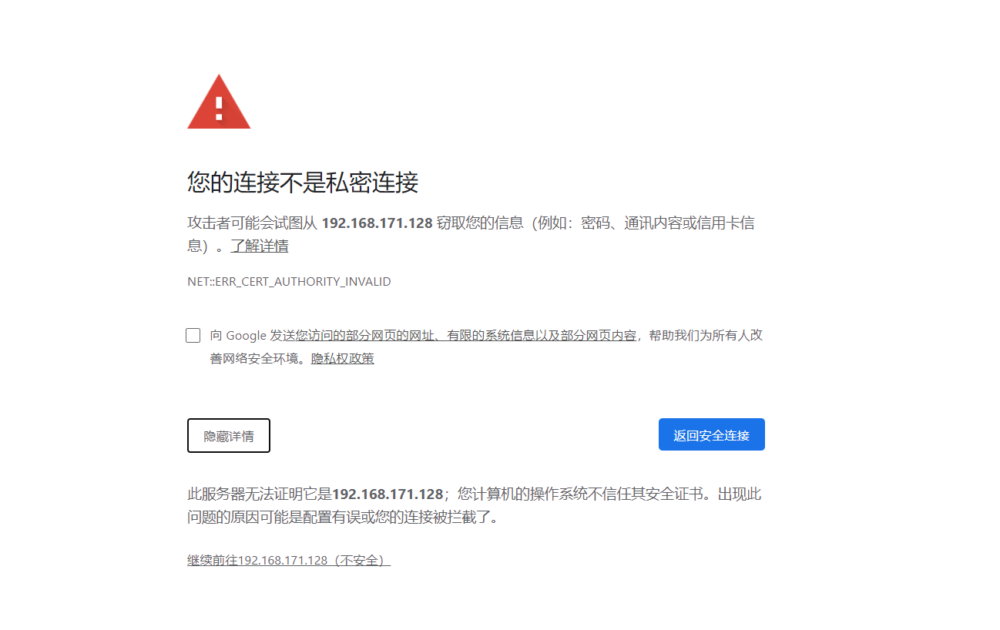 您的连接不是私密连接
攻击者可能会试图从 192.168.171.128 窃取您的信息（例如：密码、通讯内容或信用卡信
息）。了解详情
NET::ERR_CERT_AUTHORITY_INVALID
向 Google 发送您访问的部分网页的网址、有限的系统信息以及部分网页内容，帮助我们为所有人改
善网络安全环境。隐私权政策
隐藏详情
返回安全连接
此服务器无法证明它是192.168.171.128；您计算机的操作系统不信任其安全证书。出现此
问题的原因可能是配置有误或您的连接被拦截了。
继续前往192.168.171.128（不安全）